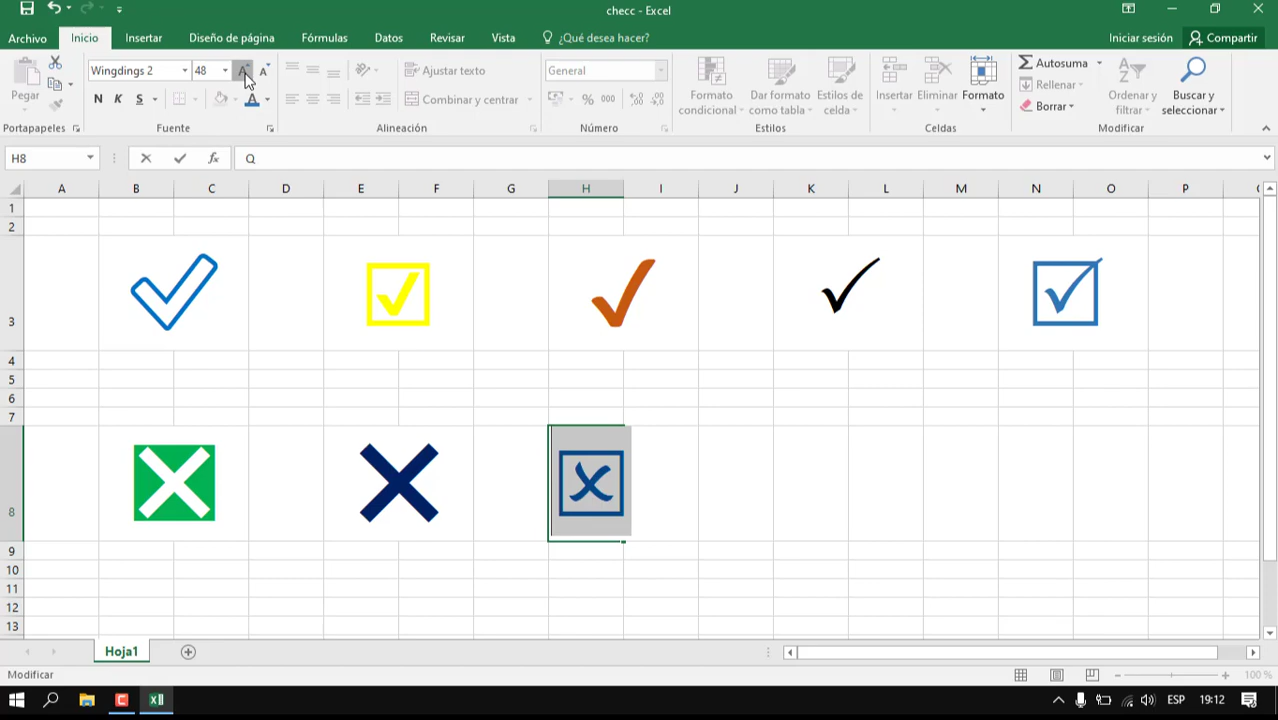 checc - Excel
Archivo Inicio Insertar Diseño de página Fórmulas Datos Revisar Vista ¿Qué desea hacer? Iniciar sesión Compartir
Pegar
Wingdings 2 48
N K S
Ajustar texto
Combinar y centrar
General
% 000
Formato condicional
Dar formato como tabla
Estilos de celda
Insertar Eliminar Formato
Autosuma
Rellenar
Borrar
Ordenar y filtrar
Buscar y seleccionar
Portapapeles Fuente Alineación Número Estilos Celdas Modificar
H8 fx Q
A B C D E F G H I J K L M N O P
1
2
3
4
5
6
7
8
9
10
11
12
13
Hoja1
Modificar 100 %
ESP 19:12